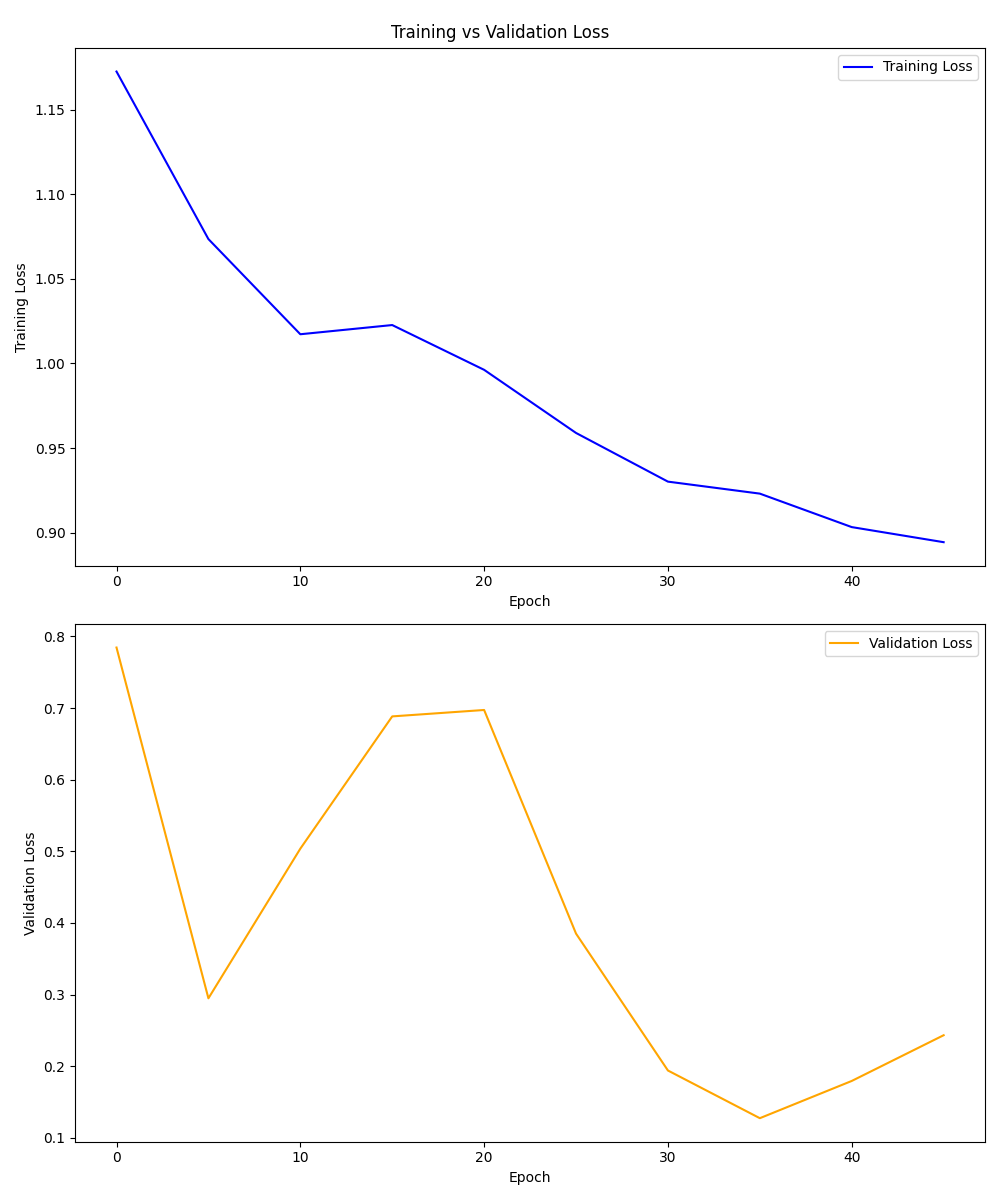 Training vs Validation Loss
Training Loss
1.15
1.10
1.05
1.00
0.95
0.90
Training Loss
0 10 20 30 40
Epoch
Validation Loss
0.8
0.7
0.6
0.5
0.4
0.3
0.2
0.1
Validation Loss
0 10 20 30 40
Epoch